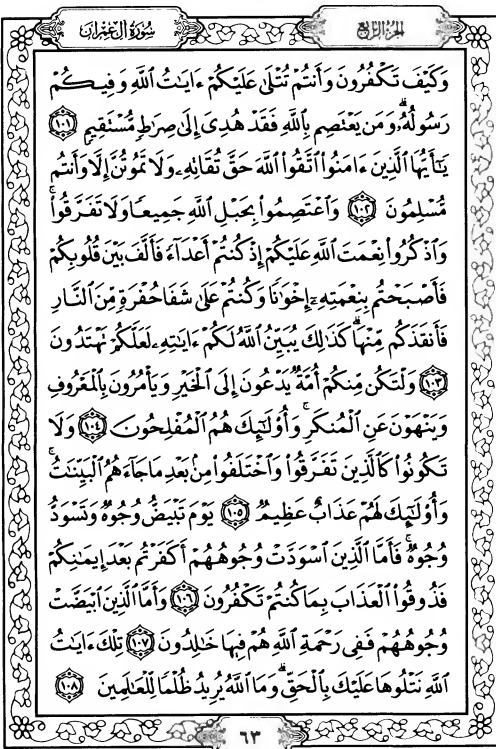 سُورَةُ آلِ عِمْرَانَ
الجُزءُ الرَّابِعُ
وَكَيْفَ تَكْفُرُونَ وَأَنتُمْ تُتْلَىٰ عَلَيْكُمْ ءَايَـٰتُ ٱللَّهِ وَفِيكُمْ
رَسُولُهُۥ ۗ وَمَن يَعْتَصِم بِٱللَّهِ فَقَدْ هُدِىَ إِلَىٰ صِرَٰطٍ مُّسْتَقِيمٍ ١٠١
يَـٰٓأَيُّهَا ٱلَّذِينَ ءَامَنُوا۟ ٱتَّقُوا۟ ٱللَّهَ حَقَّ تُقَاتِهِۦ وَلَا تَمُوتُنَّ إِلَّا وَأَنتُم
مُّسْلِمُونَ ١٠٢ وَٱعْتَصِمُوا۟ بِحَبْلِ ٱللَّهِ جَمِيعًا وَلَا تَفَرَّقُوا۟ ۚ
وَٱذْكُرُوا۟ نِعْمَتَ ٱللَّهِ عَلَيْكُمْ إِذْ كُنتُمْ أَعْدَآءً فَأَلَّفَ بَيْنَ قُلُوبِكُمْ
فَأَصْبَحْتُم بِنِعْمَتِهِۦٓ إِخْوَٰنًا وَكُنتُمْ عَلَىٰ شَفَا حُفْرَةٍ مِّنَ ٱلنَّارِ
فَأَنقَذَكُم مِّنْهَا ۗ كَذَٰلِكَ يُبَيِّنُ ٱللَّهُ لَكُمْ ءَايَـٰتِهِۦ لَعَلَّكُمْ تَهْتَدُونَ
١٠٣ وَلْتَكُن مِّنكُمْ أُمَّةٌ يَدْعُونَ إِلَى ٱلْخَيْرِ وَيَأْمُرُونَ بِٱلْمَعْرُوفِ
وَيَنْهَوْنَ عَنِ ٱلْمُنكَرِ ۚ وَأُو۟لَـٰٓئِكَ هُمُ ٱلْمُفْلِحُونَ ١٠٤ وَلَا
تَكُونُوا۟ كَٱلَّذِينَ تَفَرَّقُوا۟ وَٱخْتَلَفُوا۟ مِنۢ بَعْدِ مَا جَآءَهُمُ ٱلْبَيِّنَـٰتُ ۚ
وَأُو۟لَـٰٓئِكَ لَهُمْ عَذَابٌ عَظِيمٌ ١٠٥ يَوْمَ تَبْيَضُّ وُجُوهٌ وَتَسْوَدُّ
وُجُوهٌ ۚ فَأَمَّا ٱلَّذِينَ ٱسْوَدَّتْ وُجُوهُهُمْ أَكَفَرْتُم بَعْدَ إِيمَـٰنِكُمْ
فَذُوقُوا۟ ٱلْعَذَابَ بِمَا كُنتُمْ تَكْفُرُونَ ١٠٦ وَأَمَّا ٱلَّذِينَ ٱبْيَضَّتْ
وُجُوهُهُمْ فَفِى رَحْمَةِ ٱللَّهِ هُمْ فِيهَا خَـٰلِدُونَ ١٠٧ تِلْكَ ءَايَـٰتُ
ٱللَّهِ نَتْلُوهَا عَلَيْكَ بِٱلْحَقِّ ۗ وَمَا ٱللَّهُ يُرِيدُ ظُلْمًا لِّلْعَـٰلَمِينَ ١٠٨
٦٣